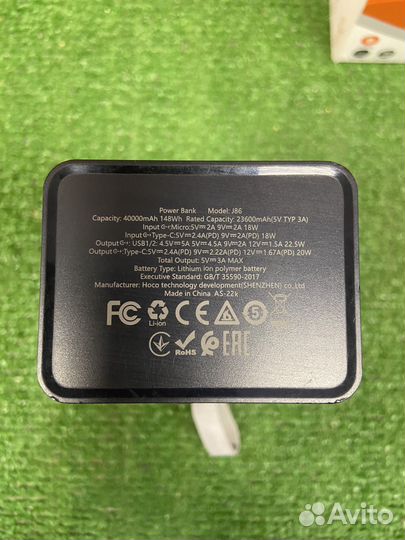 Power Bank Model: J86
Capacity: 40000mAh 148Wh Rated Capacity: 23600mAh(5V TYP 3A)
Input Micro:5V⎓2A 9V⎓2A 18W
Input Type-C:5V⎓2.4A(PD) 9V⎓2A(PD) 18W
Output USB1/2: 4.5V⎓5A 5V⎓4.5A 9V⎓2A 12V⎓1.5A 22.5W
Output Type-C:5V⎓2.4A(PD) 9V⎓2.22A(PD) 12V⎓1.67A(PD) 20W
Total Output: 5V⎓3A MAX
Battery Type: Lithium ion polymer battery
Executive Standard: GB/T 35590-2017
Manufacturer: Hoco technology development(SHENZHEN) co.,Ltd
Made in China AS-22k
FC CE Li-ion 5
RoHS EAC
Avito